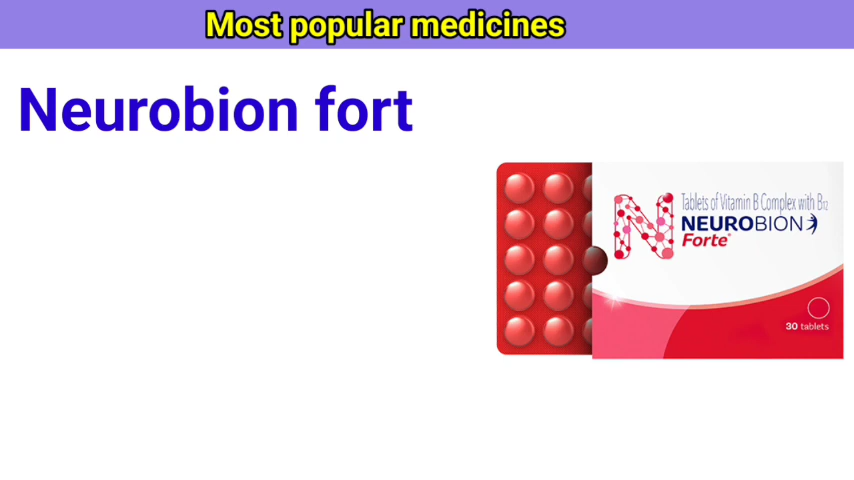 Most popular medicines
Neurobion fort
Tablets of Vitamin B Complex with B12
NEUROBION
Forte
30 tablets